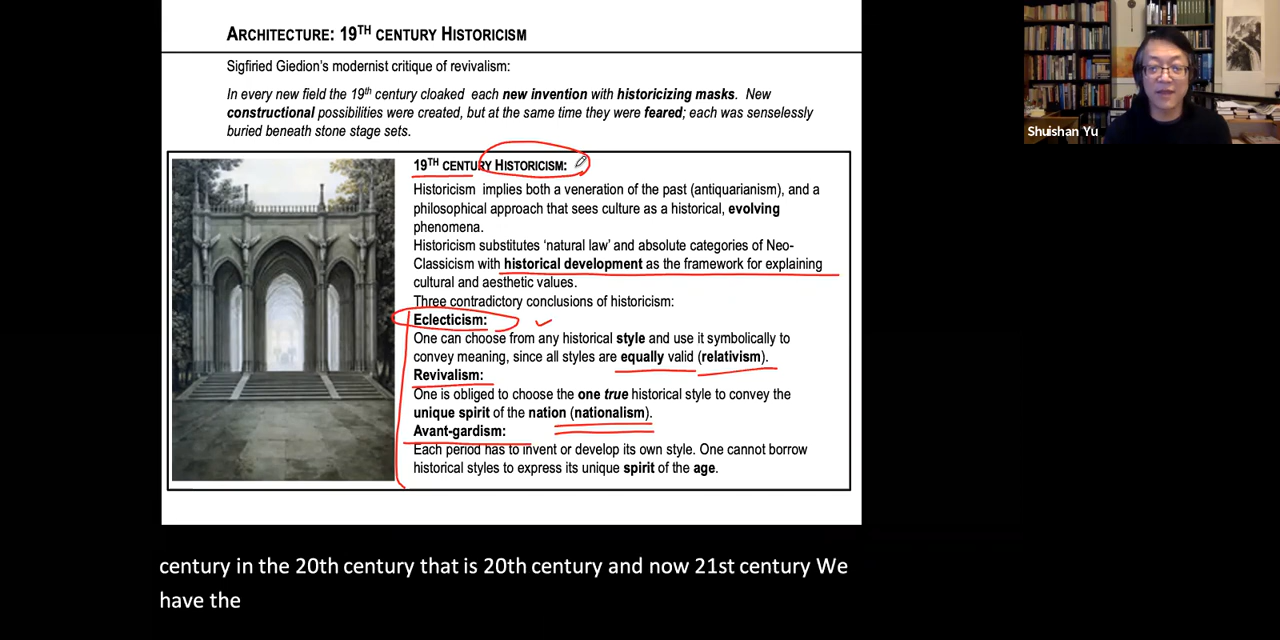 ARCHITECTURE: 19TH CENTURY HISTORICISM
Sigfried Giedion's modernist critique of revivalism:
In every new field the 19th century cloaked each new invention with historicizing masks. New
constructional possibilities were created, but at the same time they were feared; each was senselessly
buried beneath stone stage sets.
Shuishan Yu
19TH CENTURY HISTORICISM:
Historicism implies both a veneration of the past (antiquarianism), and a
philosophical approach that sees culture as a historical, evolving
phenomena.
Historicism substitutes 'natural law' and absolute categories of Neo-
Classicism with historical development as the framework for explaining
cultural and aesthetic values.
Three contradictory conclusions of historicism:
Eclecticism:
One can choose from any historical style and use it symbolically to
convey meaning, since all styles are equally valid (relativism).
Revivalism:
One is obliged to choose the one true historical style to convey the
unique spirit of the nation (nationalism).
Avant-gardism:
Each period has to invent or develop its own style. One cannot borrow
historical styles to express its unique spirit of the age.
century in the 20th century that is 20th century and now 21st century We
have the